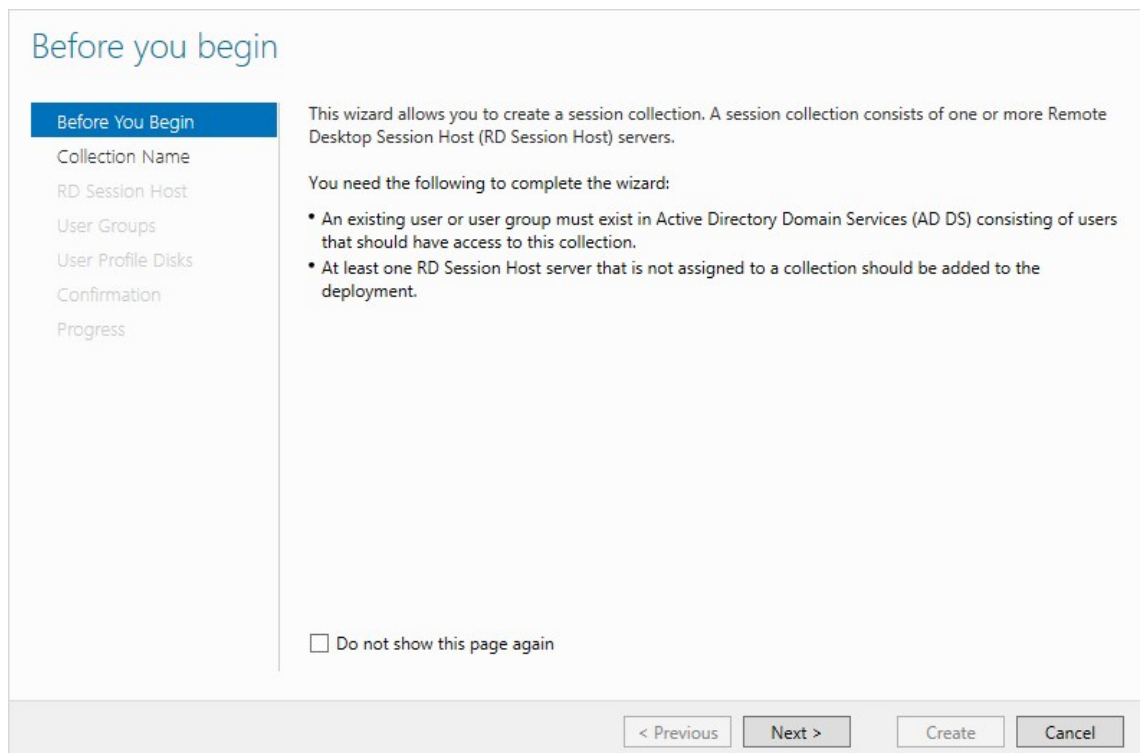 Before you begin
Before You Begin
Collection Name
RD Session Host
User Groups
User Profile Disks
Confirmation
Progress
This wizard allows you to create a session collection. A session collection consists of one or more Remote
Desktop Session Host (RD Session Host) servers.
You need the following to complete the wizard:
• An existing user or user group must exist in Active Directory Domain Services (AD DS) consisting of users
that should have access to this collection.
• At least one RD Session Host server that is not assigned to a collection should be added to the
deployment.
Do not show this page again
< Previous
Next >
Create
Cancel